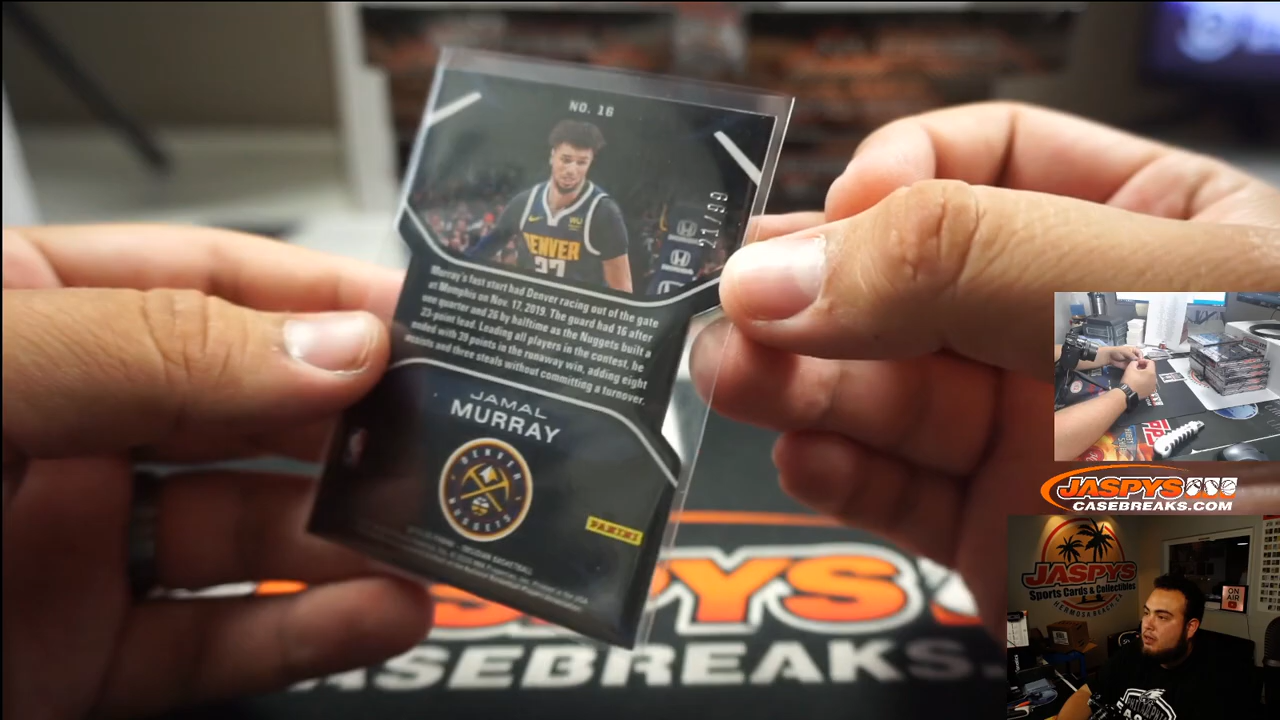 NO. 16
21/99
WU
DENVER
27
Murray's fast start had Denver racing out of the gate
at Memphis on Nov. 17, 2019. The guard had 16 after
one quarter and 26 by halftime as the Nuggets built a
23-point lead. Leading all players in the contest, he
ended with 39 points in the runaway win, adding eight
assists and three steals without committing a turnover.
JAMAL
MURRAY
DENVER
NUGGETS
PANINI
CASEBREAKS.
JASPYS
CASEBREAKS.COM
JASPYS
Sports Cards & Collectibles
HERMOSA BEACH, CA
ON
AIR